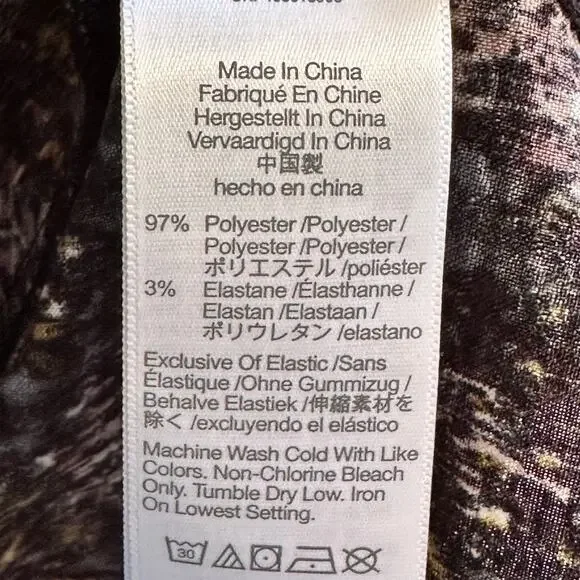 Made In China
Fabriqué En Chine
Hergestellt In China
Vervaardigd In China
中国製
hecho en china
97% Polyester /Polyester /
Polyester /Polyester /
ポリエステル /poliéster
3% Elastane /Élasthanne /
Elastan /Elastaan /
ポリウレタン /elastano
Exclusive Of Elastic /Sans
Élastique /Ohne Gummizug /
Behalve Elastiek /伸縮素材を
除く /excluyendo el elástico
Machine Wash Cold With Like
Colors. Non-Chlorine Bleach
Only. Tumble Dry Low. Iron
On Lowest Setting.
30